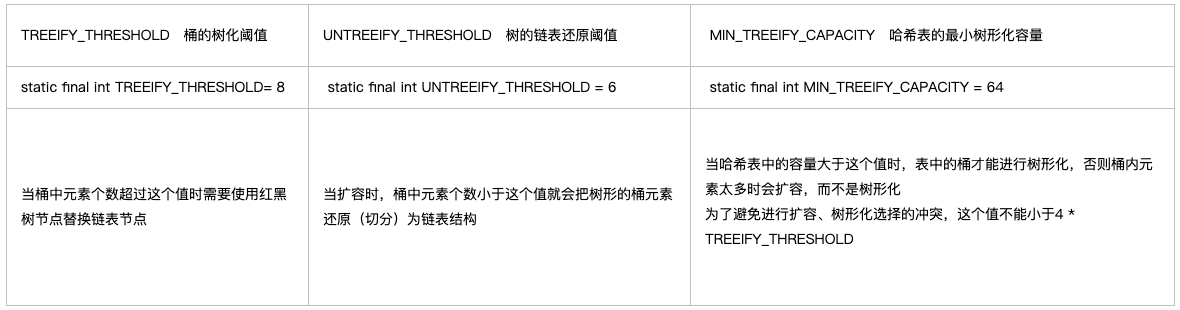 TREEIFY_THRESHOLD 桶的树化阈值
UNTREEIFY_THRESHOLD 树的链表还原阈值
MIN_TREEIFY_CAPACITY 哈希表的最小树形化容量
static final int TREEIFY_THRESHOLD= 8
static final int UNTREEIFY_THRESHOLD = 6
static final int MIN_TREEIFY_CAPACITY = 64
当桶中元素个数超过这个值时需要使用红黑
树节点替换链表节点
当扩容时，桶中元素个数小于这个值就会把树形的桶元素
还原（切分）为链表结构
当哈希表中的容量大于这个值时，表中的桶才能进行树形化，否则桶内元
素太多时会扩容，而不是树形化
为了避免进行扩容、树形化选择的冲突，这个值不能小于4 *
TREEIFY_THRESHOLD